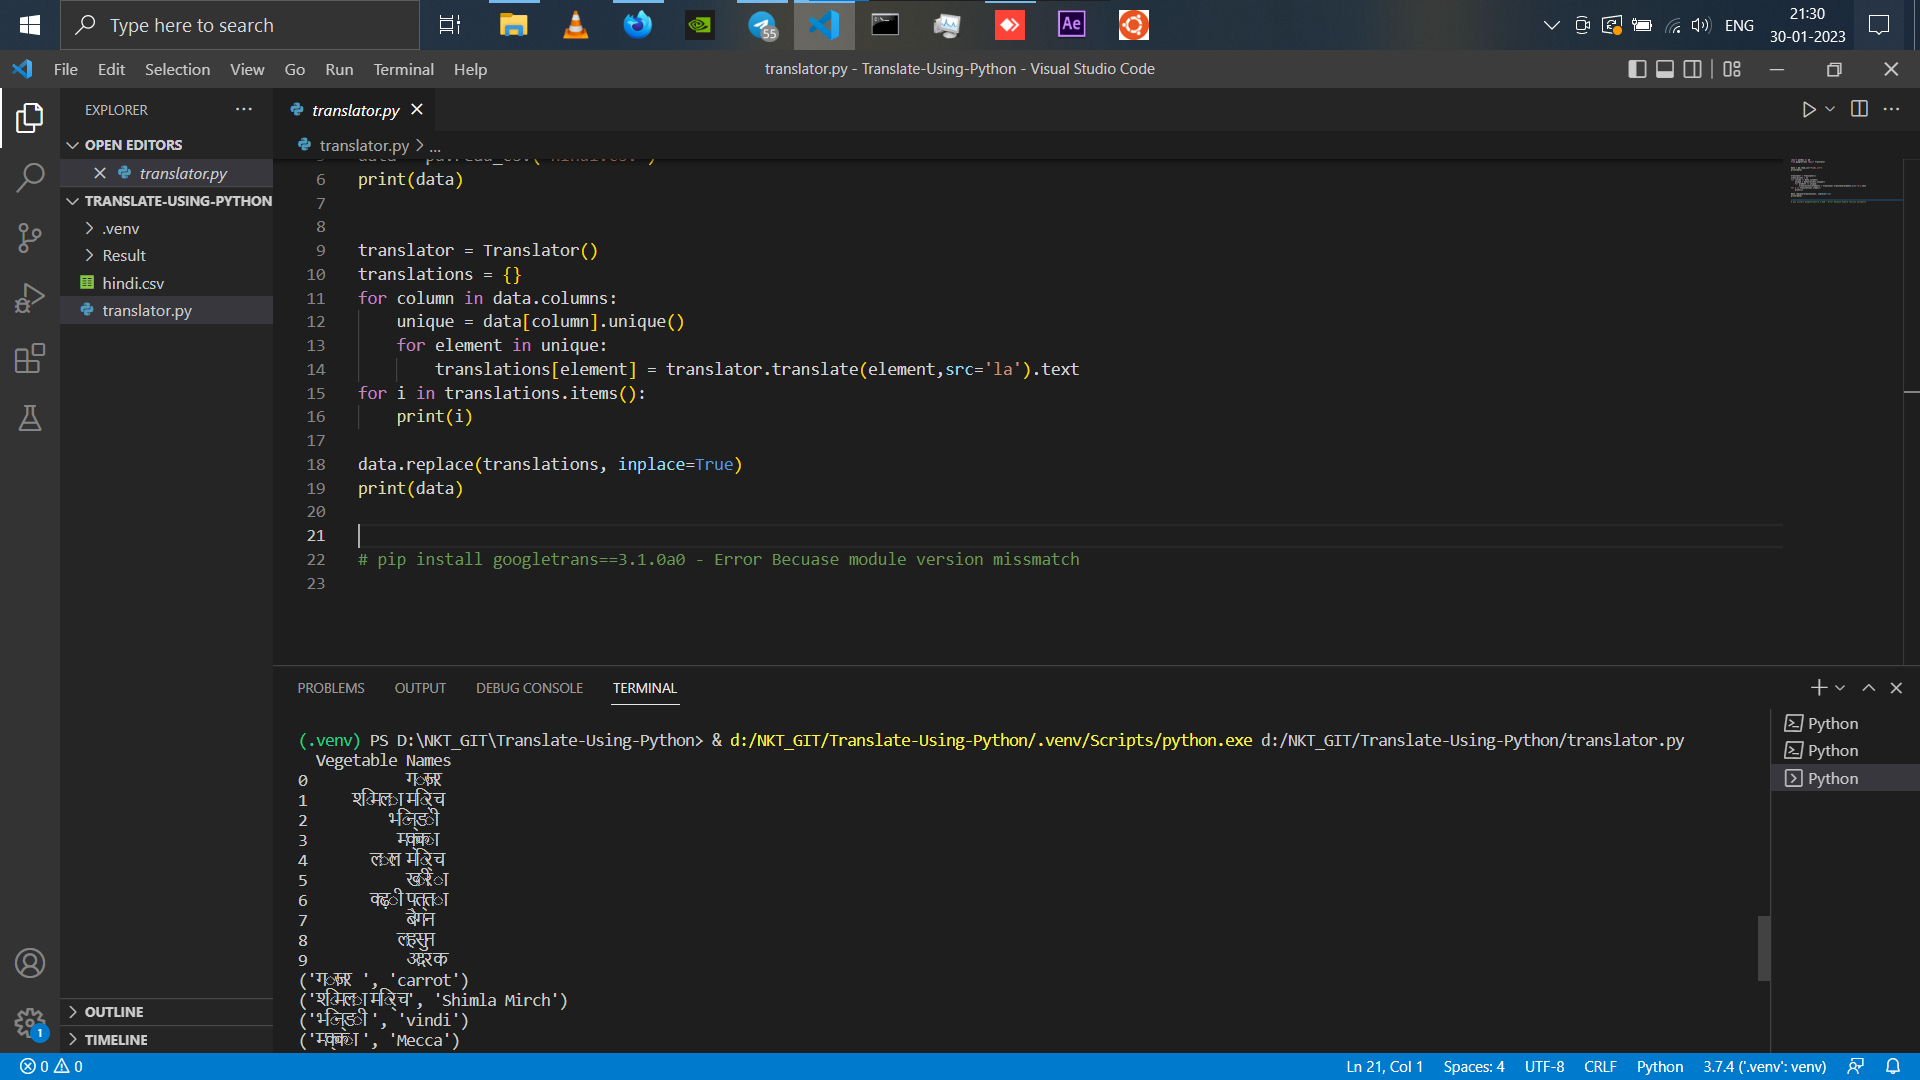 Type here to search
55
ENG
21:30
30-01-2023
File Edit Selection View Go Run Terminal Help
translator.py - Translate-Using-Python - Visual Studio Code
EXPLORER
OPEN EDITORS
translator.py
TRANSLATE-USING-PYTHON
.venv
Result
hindi.csv
translator.py
OUTLINE
TIMELINE
translator.py
translator.py > ...
6 print(data)
7
8
9 translator = Translator()
10 translations = {}
11 for column in data.columns:
12 unique = data[column].unique()
13 for element in unique:
14 translations[element] = translator.translate(element,src='la').text
15 for i in translations.items():
16 print(i)
17
18 data.replace(translations, inplace=True)
19 print(data)
20
21
22 # pip install googletrans==3.1.0a0 - Error Becuase module version missmatch
23
PROBLEMS OUTPUT DEBUG CONSOLE TERMINAL
(.venv) PS D:\NKT_GIT\Translate-Using-Python> & d:/NKT_GIT/Translate-Using-Python/.venv/Scripts/python.exe d:/NKT_GIT/Translate-Using-Python/translator.py
Vegetable Names
0 गाजर
1 शिमला मिर्च
2 भिन्डी
3 मक्का
4 लाल मिर्च
5 खीरा
6 कढ़ी पत्ता
7 बैगन
8 लहसुन
9 अदरक
('गाजर ', 'carrot')
('शिमला मिर्च', 'Shimla Mirch')
('भिन्डी ', 'vindi')
('मक्का ', 'Mecca')
Python
Python
Python
1
0 0
Ln 21, Col 1 Spaces: 4 UTF-8 CRLF Python 3.7.4 ('.venv': venv)